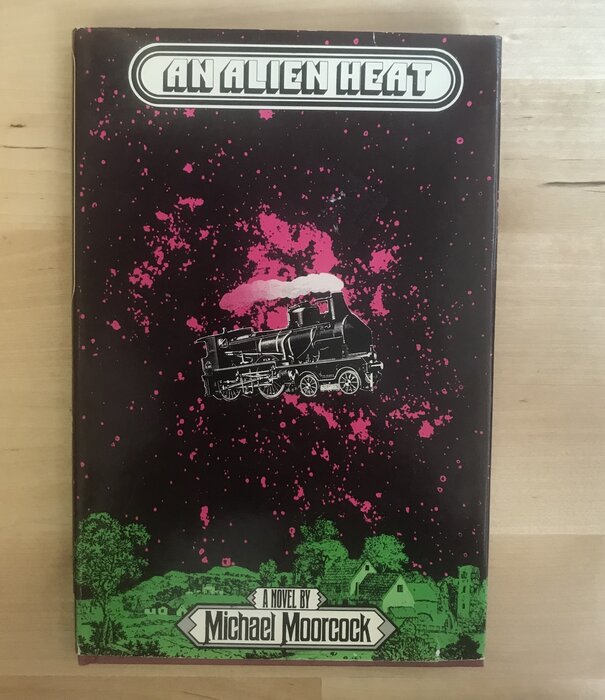 AN ALIEN HEAT
A NOVEL BY
Michael Moorcock